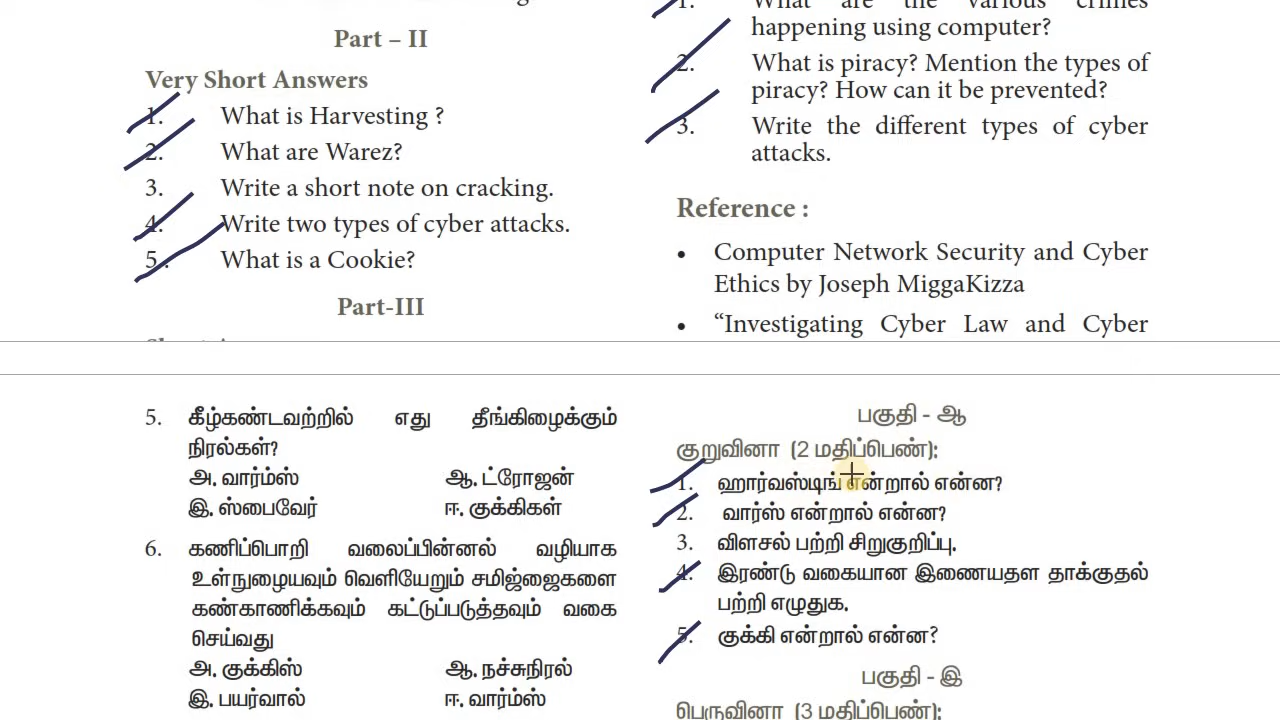 Part – II
Very Short Answers
1. What is Harvesting ?
2. What are Warez?
3. Write a short note on cracking.
4. Write two types of cyber attacks.
5. What is a Cookie?
Part-III
1. What are the various crimes
happening using computer?
2. What is piracy? Mention the types of
piracy? How can it be prevented?
3. Write the different types of cyber
attacks.
Reference :
• Computer Network Security and Cyber
Ethics by Joseph MiggaKizza
• “Investigating Cyber Law and Cyber
5. கீழ்கண்டவற்றில் எது தீங்கிழைக்கும்
நிரல்கள்?
அ. வார்ம்ஸ் ஆ. ட்ரோஜன்
இ. ஸ்பைவேர் ஈ. குக்கிகள்
6. கணிப்பொறி வலைப்பின்னல் வழியாக
உள்நுழையவும் வெளியேறும் சமிஜ்ஜைகளை
கண்காணிக்கவும் கட்டுப்படுத்தவும் வகை
செய்வது
அ. குக்கிஸ் ஆ. நச்சுநிரல்
இ. பயர்வால் ஈ. வார்ம்ஸ்
பகுதி - ஆ
குறுவினா (2 மதிப்பெண்):
1. ஹார்வஸ்டிங் என்றால் என்ன?
2. வார்ஸ் என்றால் என்ன?
3. விளசல் பற்றி சிறுகுறிப்பு.
4. இரண்டு வகையான இணையதள தாக்குதல்
பற்றி எழுதுக.
5. குக்கி என்றால் என்ன?
பகுதி - இ
பெருவினா (3 மதிப்பெண்):